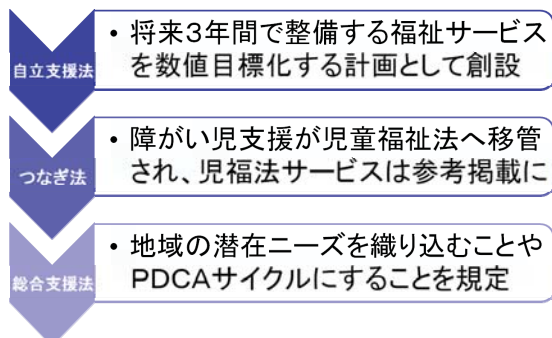 自立支援法
・将来3年間で整備する福祉サービス
を数値目標化する計画として創設
つなぎ法
・障がい児支援が児童福祉法へ移管
され、児福法サービスは参考掲載に
総合支援法
・地域の潜在ニーズを織り込むことや
PDCAサイクルにすることを規定